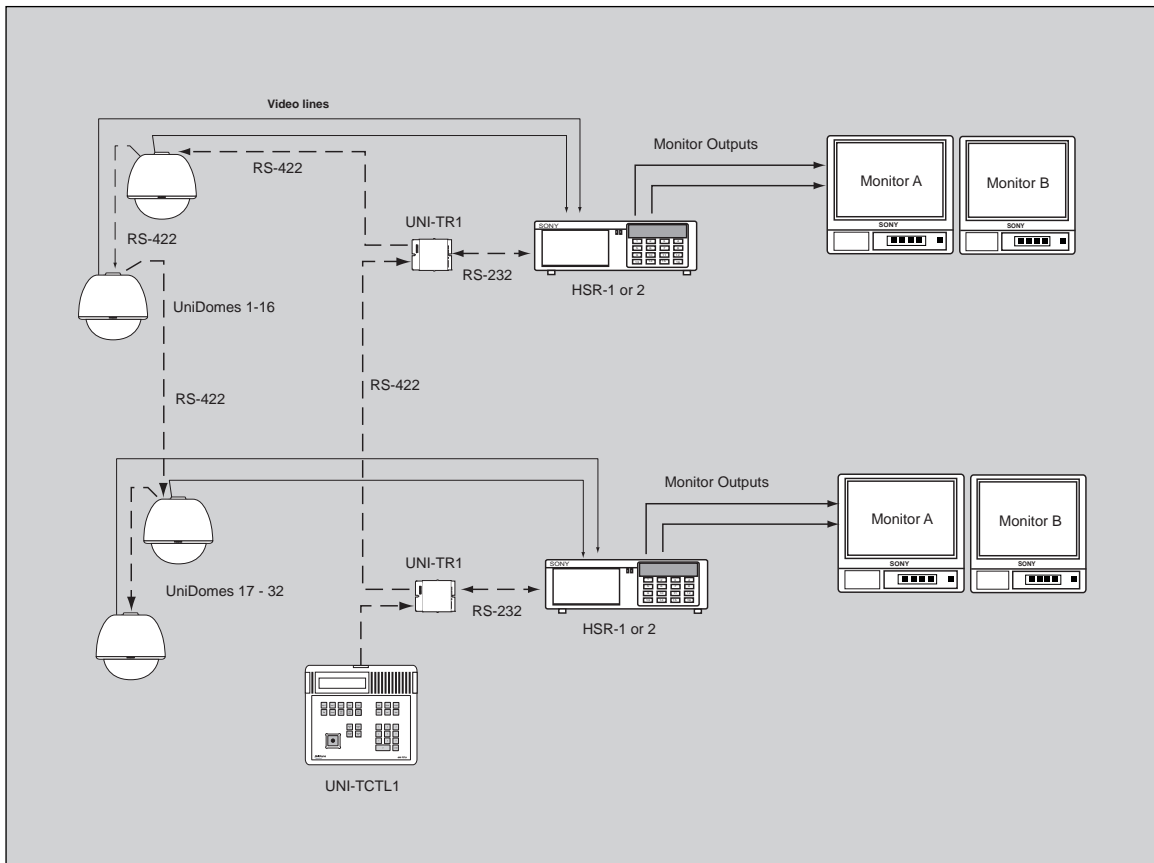 Video lines
Monitor Outputs
RS-422
Monitor A
Monitor B
UNI-TR1
SONY
SONY
SONY
RS-422
RS-232
HSR-1 or 2
UniDomes 1-16
RS-422
RS-422
Monitor Outputs
Monitor A
Monitor B
UNI-TR1
SONY
SONY
SONY
UniDomes 17 - 32
RS-232
HSR-1 or 2
UNI-TCTL1